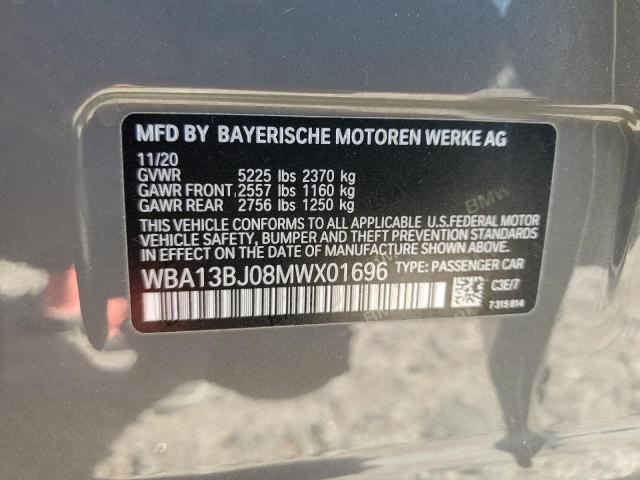 MFD BY BAYERISCHE MOTOREN WERKE AG
11/20
GVWR 5225 lbs 2370 kg
GAWR FRONT 2557 lbs 1160 kg
GAWR REAR 2756 lbs 1250 kg
THIS VEHICLE CONFORMS TO ALL APPLICABLE U.S.FEDERAL MOTOR
VEHICLE SAFETY, BUMPER AND THEFT PREVENTION STANDARDS
IN EFFECT ON THE DATE OF MANUFACTURE SHOWN ABOVE.
WBA13BJ08MWX01696 TYPE: PASSENGER CAR
C3E/7
7315814
BMW